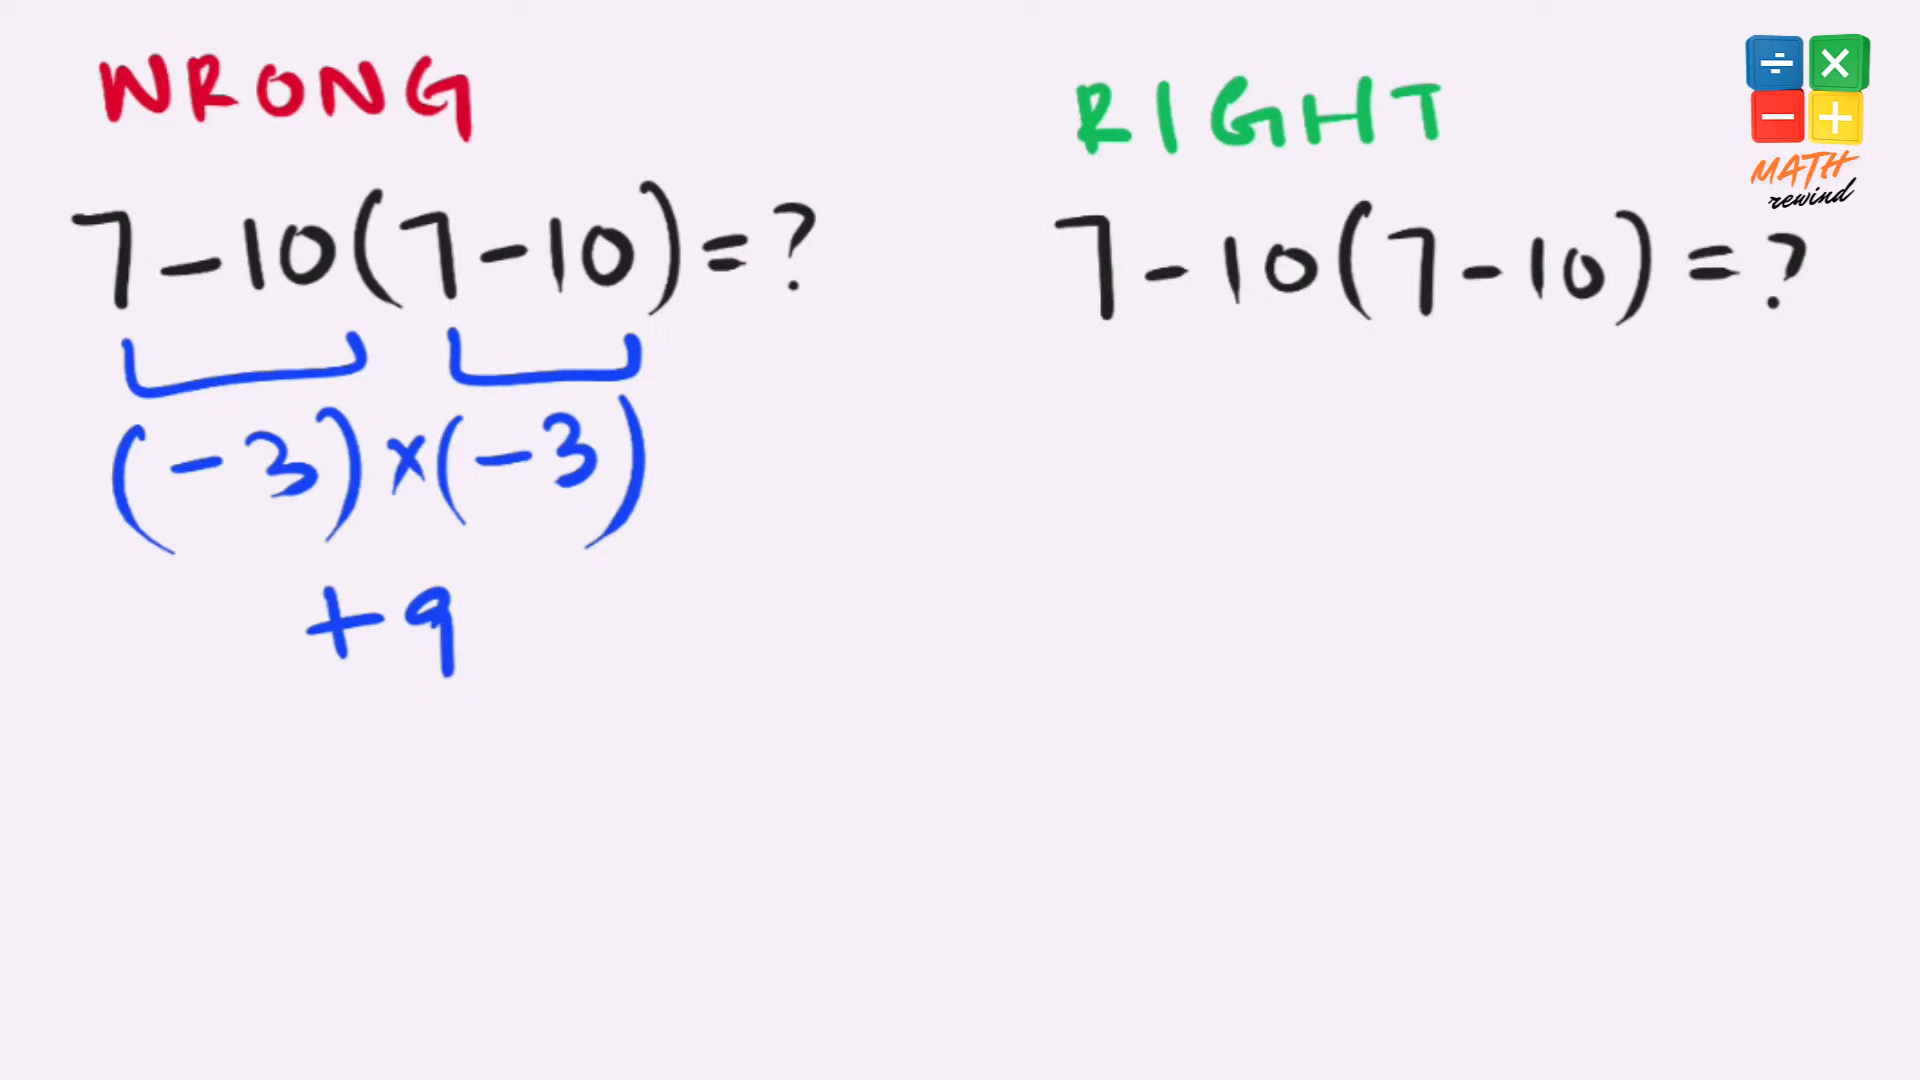 WRONG
7-10(7-10)=?
(-3)×(-3)
+9
RIGHT
7-10(7-10)=?
÷ ×
- +
MATH
rewind